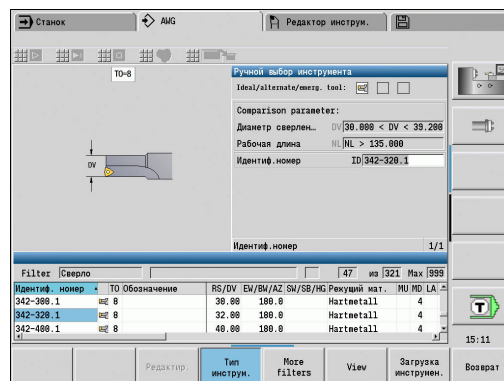 Станок AWG Редактор инструм.
TO=8
Ручной выбор инструмента
Ideal/alternate/emerg. tool:
Comparison parameter:
Диаметр сверлен… DV 30.000 < DV < 39.200
Рабочая длина NL NL > 135.000
Идентиф.номер ID 342-320.1
DV
Идентиф.номер 1/1
Filter Сверло 47 из 321 Max 999
Идентиф. номер TO Обозначение RS/DV EW/BW/AZ SW/SB/HG Режущий мат. MU MD LA
342-300.1 8 30.00 180.0 Hartmetall 4
342-320.1 8 32.00 180.0 Hartmetall 4
342-400.1 8 40.00 180.0 Hartmetall 4
T
15:11
Редактир. Тип инструм. More filters View Загрузка инструмен. Возврат